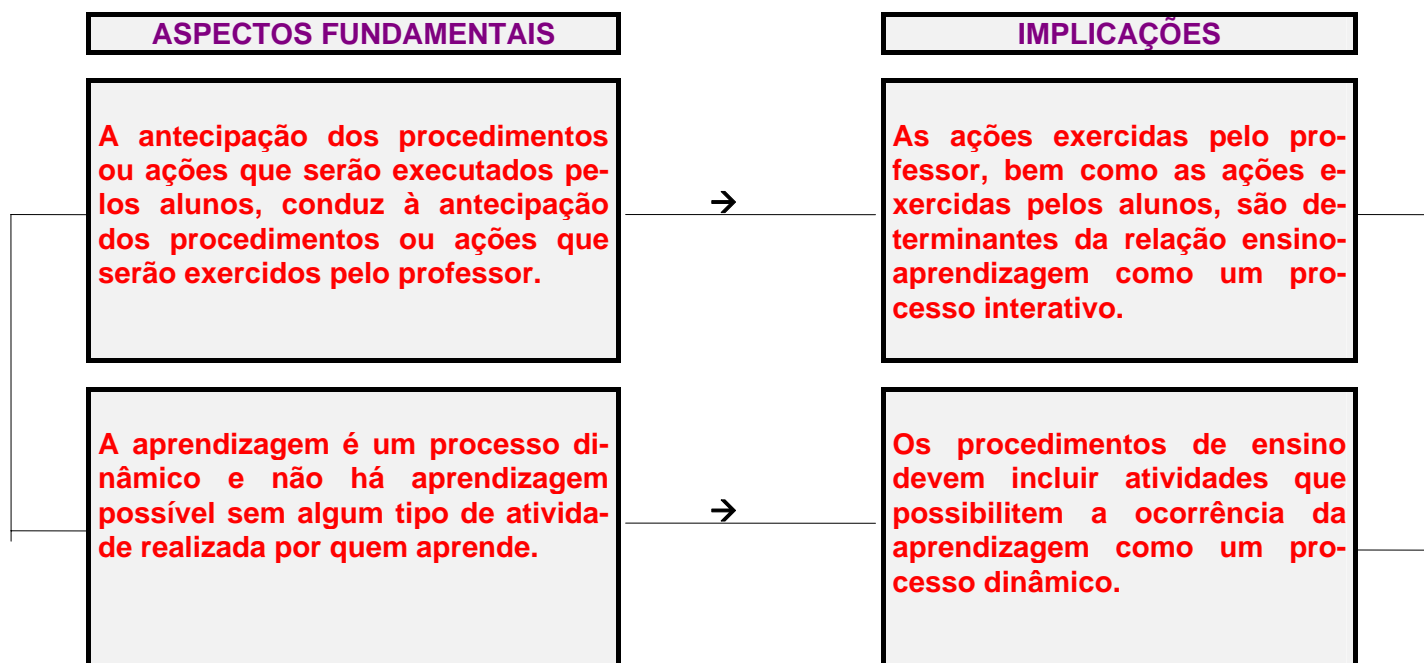 ASPECTOS FUNDAMENTAIS
IMPLICAÇÕES
A antecipação dos procedimentos
ou ações que serão executados pe-
los alunos, conduz à antecipação
dos procedimentos ou ações que
serão exercidos pelo professor.
→
As ações exercidas pelo pro-
fessor, bem como as ações e-
xercidas pelos alunos, são de-
terminantes da relação ensino-
aprendizagem como um pro-
cesso interativo.
A aprendizagem é um processo di-
nâmico e não há aprendizagem
possível sem algum tipo de ativida-
de realizada por quem aprende.
→
Os procedimentos de ensino
devem incluir atividades que
possibilitem a ocorrência da
aprendizagem como um pro-
cesso dinâmico.